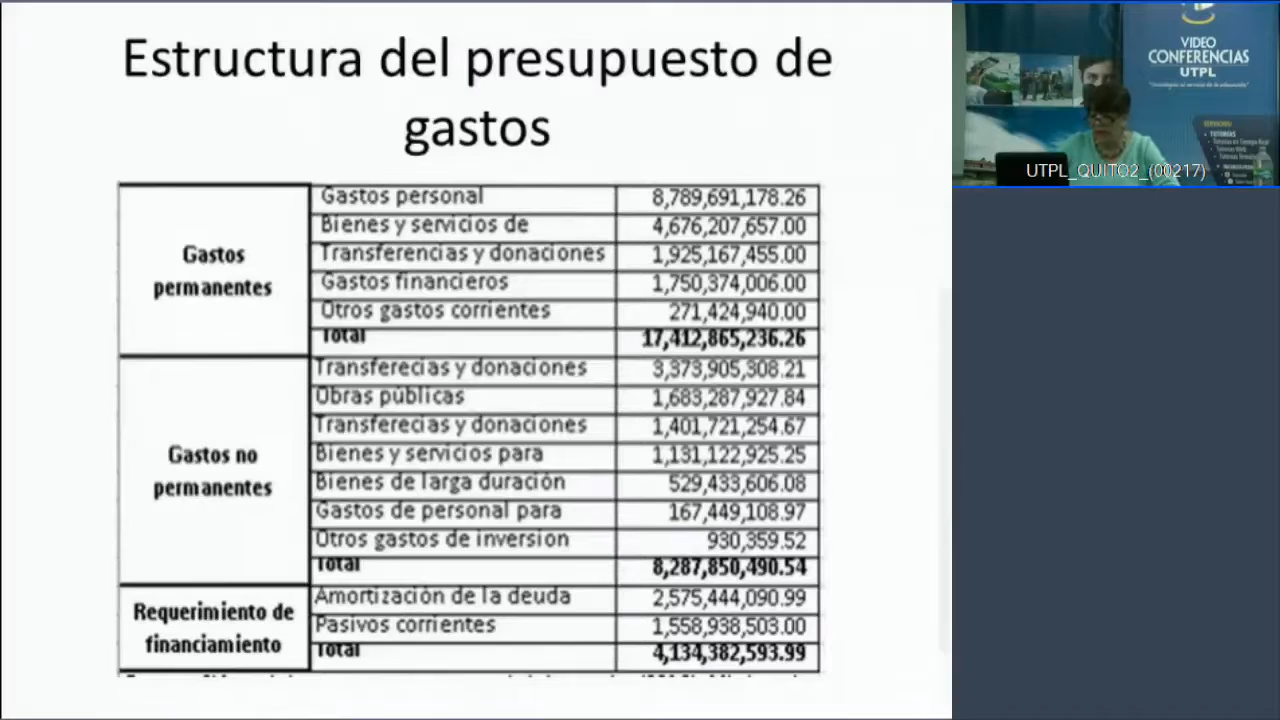 Estructura del presupuesto de
gastos
Gastos
permanentes
Gastos personal 8,789,691,178.26
Bienes y servicios de 4,676,207,657.00
Transferencias y donaciones 1,925,167,455.00
Gastos financieros 1,750,374,006.00
Otros gastos corrientes 271,424,940.00
Total 17,412,865,236.26
Gastos no
permanentes
Transferecias y donaciones 3,373,905,308.21
Obras públicas 1,683,287,927.84
Transferecias y donaciones 1,401,721,254.67
Bienes y servicios para 1,131,122,925.25
Bienes de larga duración 529,433,606.08
Gastos de personal para 167,449,108.97
Otros gastos de inversion 930,359.52
Total 8,287,850,490.54
Requerimiento de
financiamiento
Amortización de la deuda 2,575,444,090.99
Pasivos corrientes 1,558,938,503.00
Total 4,134,382,593.99
VIDEO
CONFERENCIAS
UTPL
SERVICIOS:
TUTORÍAS
UTPL_QUITO2_(00217)